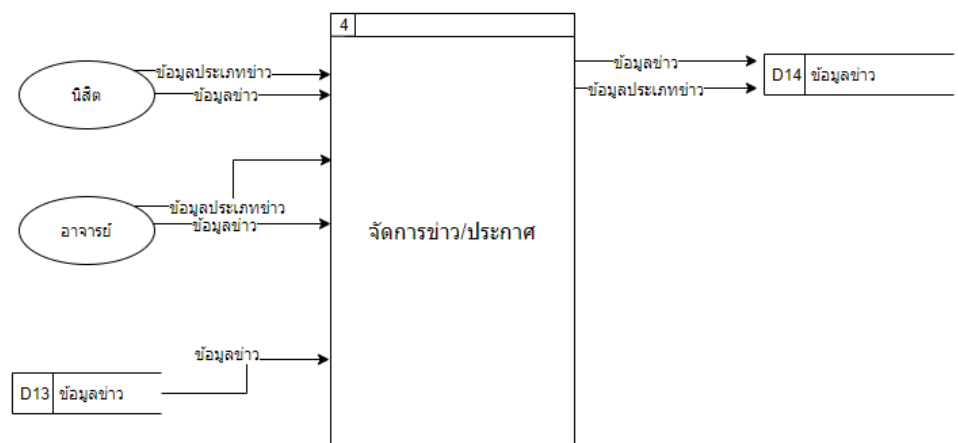 4
ข้อมูลประเภทข่าว
ข้อมูลข่าว
นิสิต
ข้อมูลข่าว
ข้อมูลประเภทข่าว
D14 ข้อมูลข่าว
ข้อมูลประเภทข่าว
ข้อมูลข่าว
อาจารย์
จัดการข่าว/ประกาศ
ข้อมูลข่าว
D13 ข้อมูลข่าว